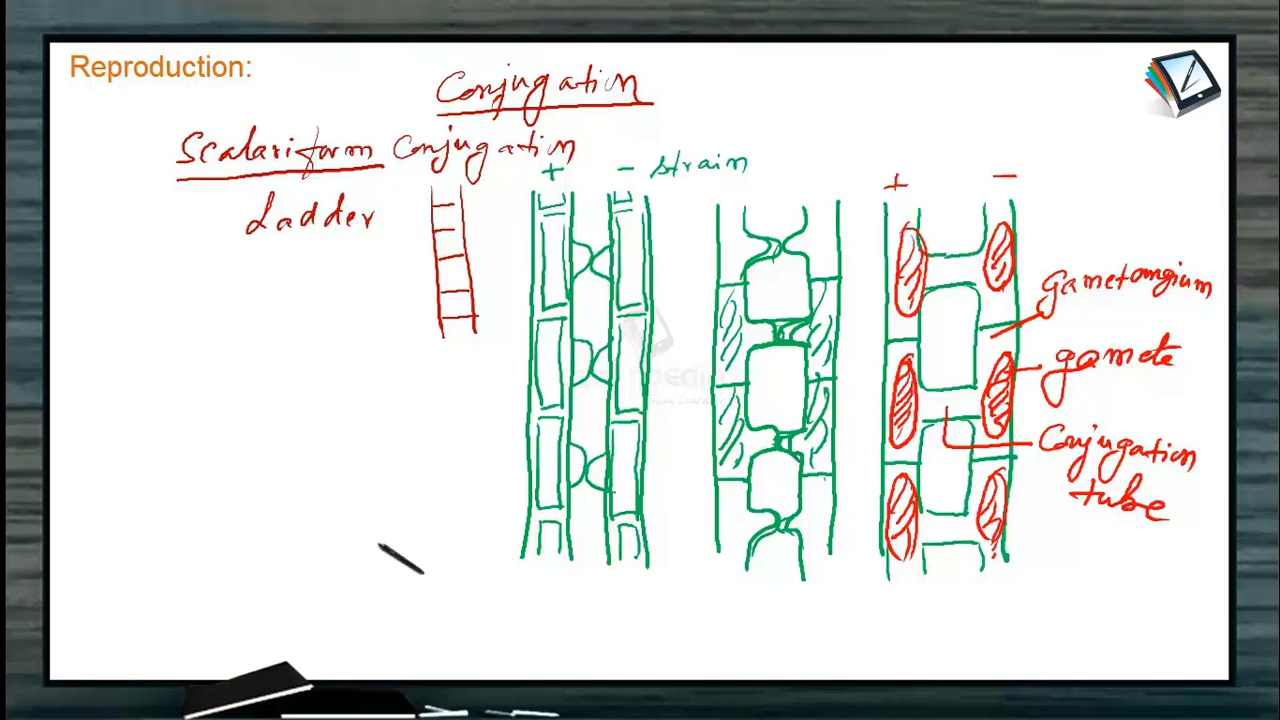 Reproduction:
Conjugation
Scalariform Conjugation
+ - strain
Ladder
+ -
Gametangium
gamete
Conjugation
tube